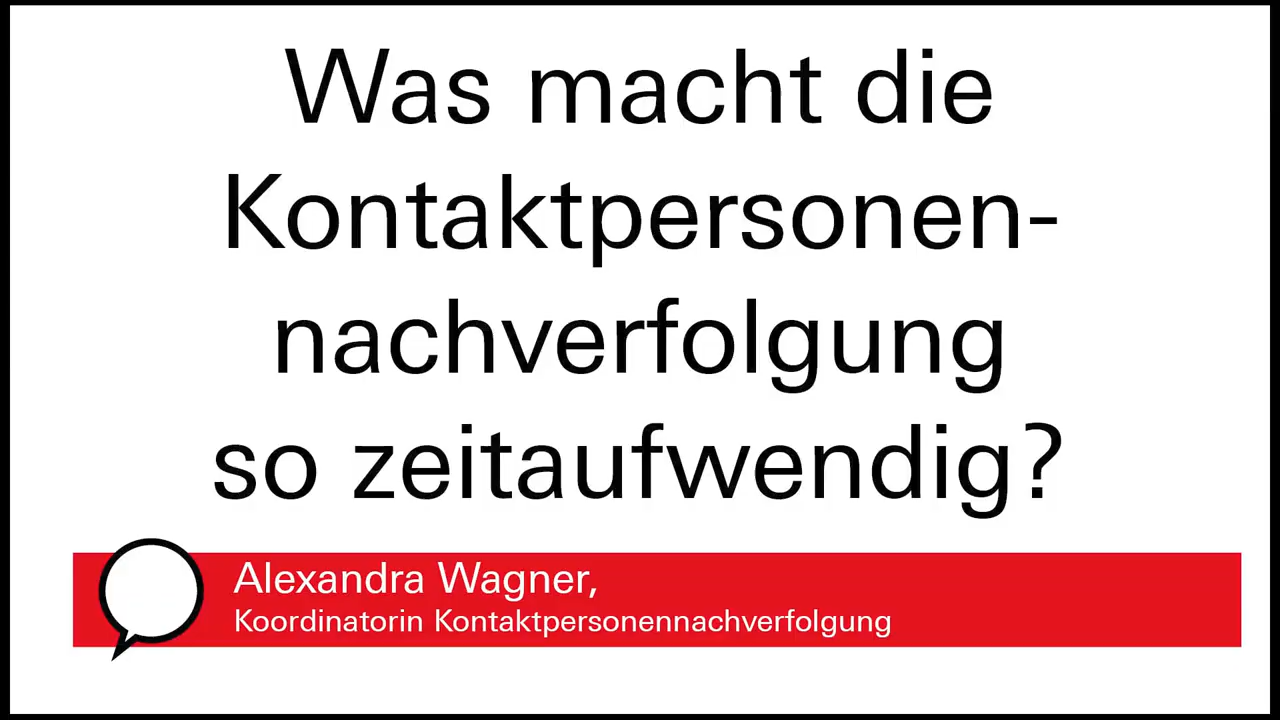 Was macht die
Kontaktpersonen-
nachverfolgung
so zeitaufwendig?
Alexandra Wagner,
Koordinatorin Kontaktpersonennachverfolgung